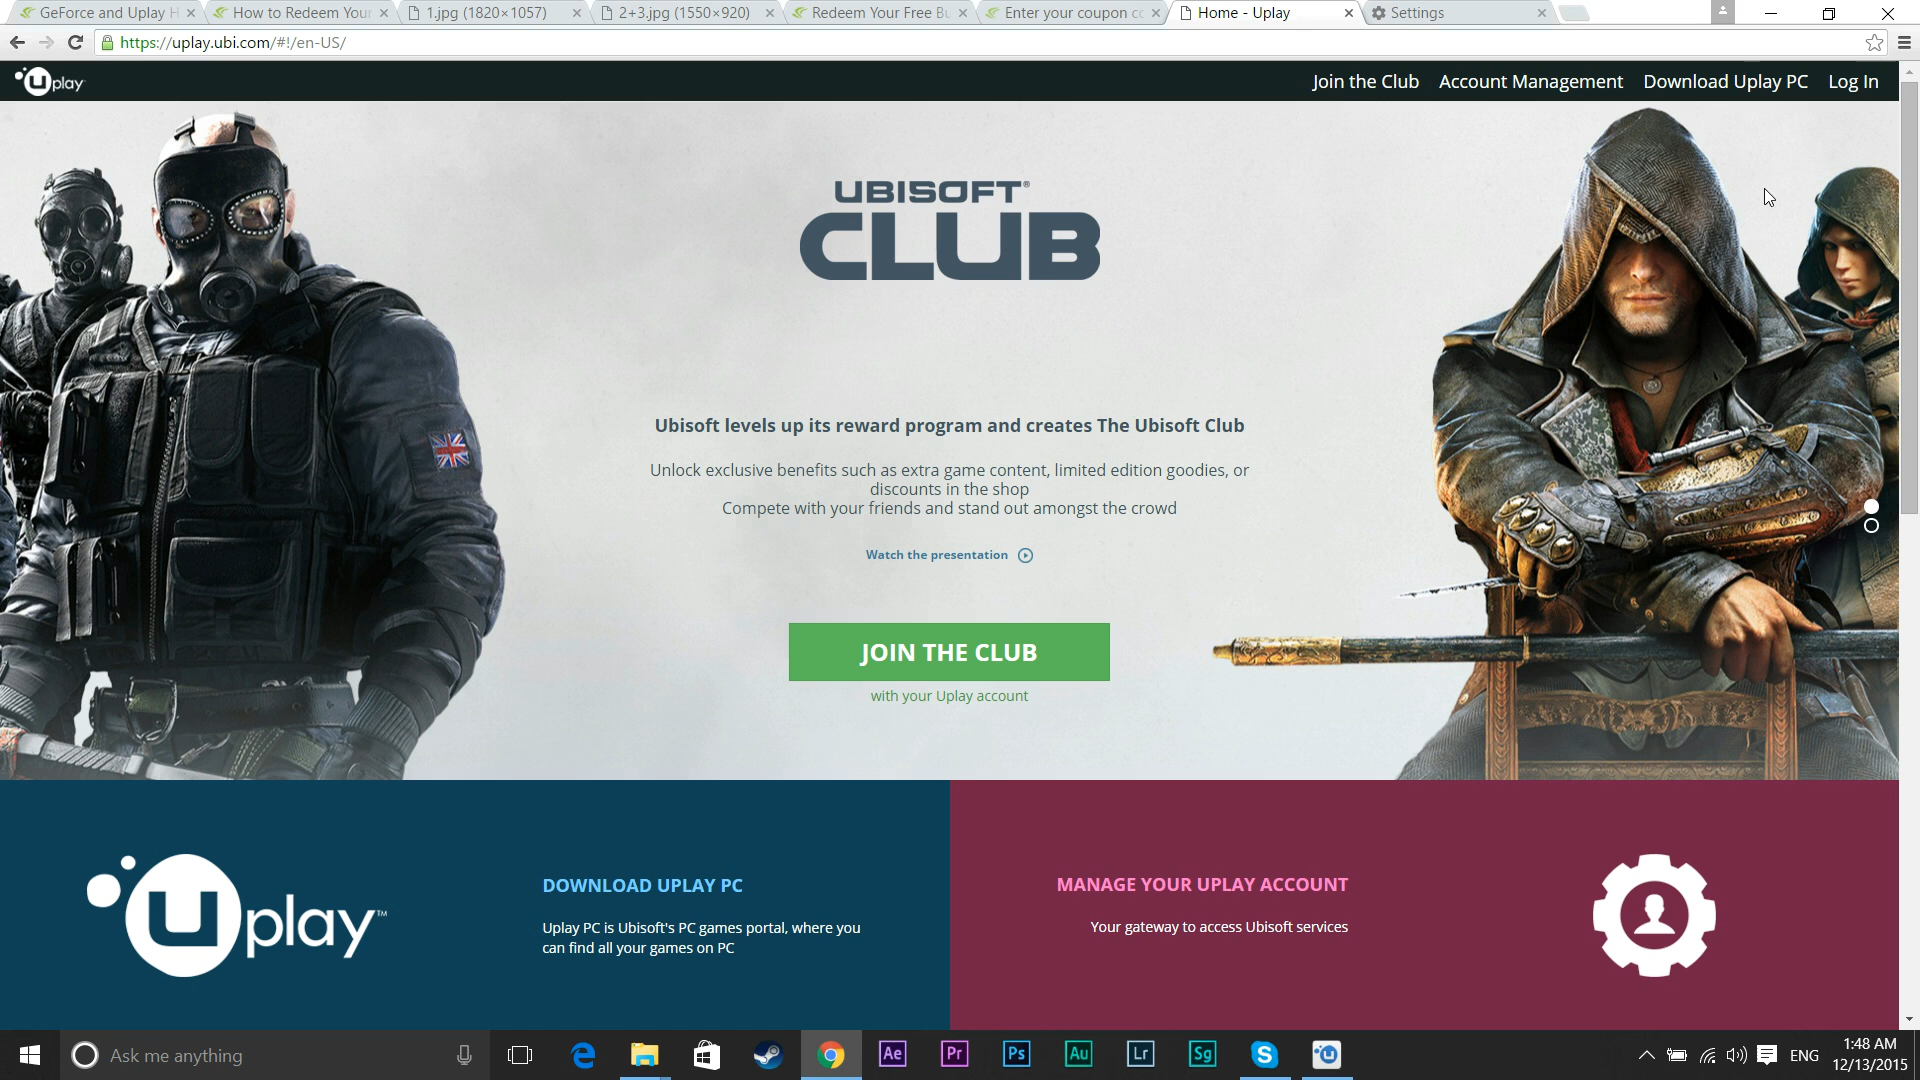 GeForce and Uplay H
How to Redeem Your
1.jpg (1820×1057)
2+3.jpg (1550×920)
Redeem Your Free Bu
Enter your coupon co
Home - Uplay
Settings
https://uplay.ubi.com/#!/en-US/
Uplay
Join the Club
Account Management
Download Uplay PC
Log In
UBISOFT®
CLUB
Ubisoft levels up its reward program and creates The Ubisoft Club
Unlock exclusive benefits such as extra game content, limited edition goodies, or
discounts in the shop
Compete with your friends and stand out amongst the crowd
Watch the presentation
JOIN THE CLUB
with your Uplay account
Uplay™
DOWNLOAD UPLAY PC
Uplay PC is Ubisoft's PC games portal, where you
can find all your games on PC
MANAGE YOUR UPLAY ACCOUNT
Your gateway to access Ubisoft services
Ask me anything
Ae
Pr
Ps
Au
Lr
Sg
ENG
1:48 AM
12/13/2015